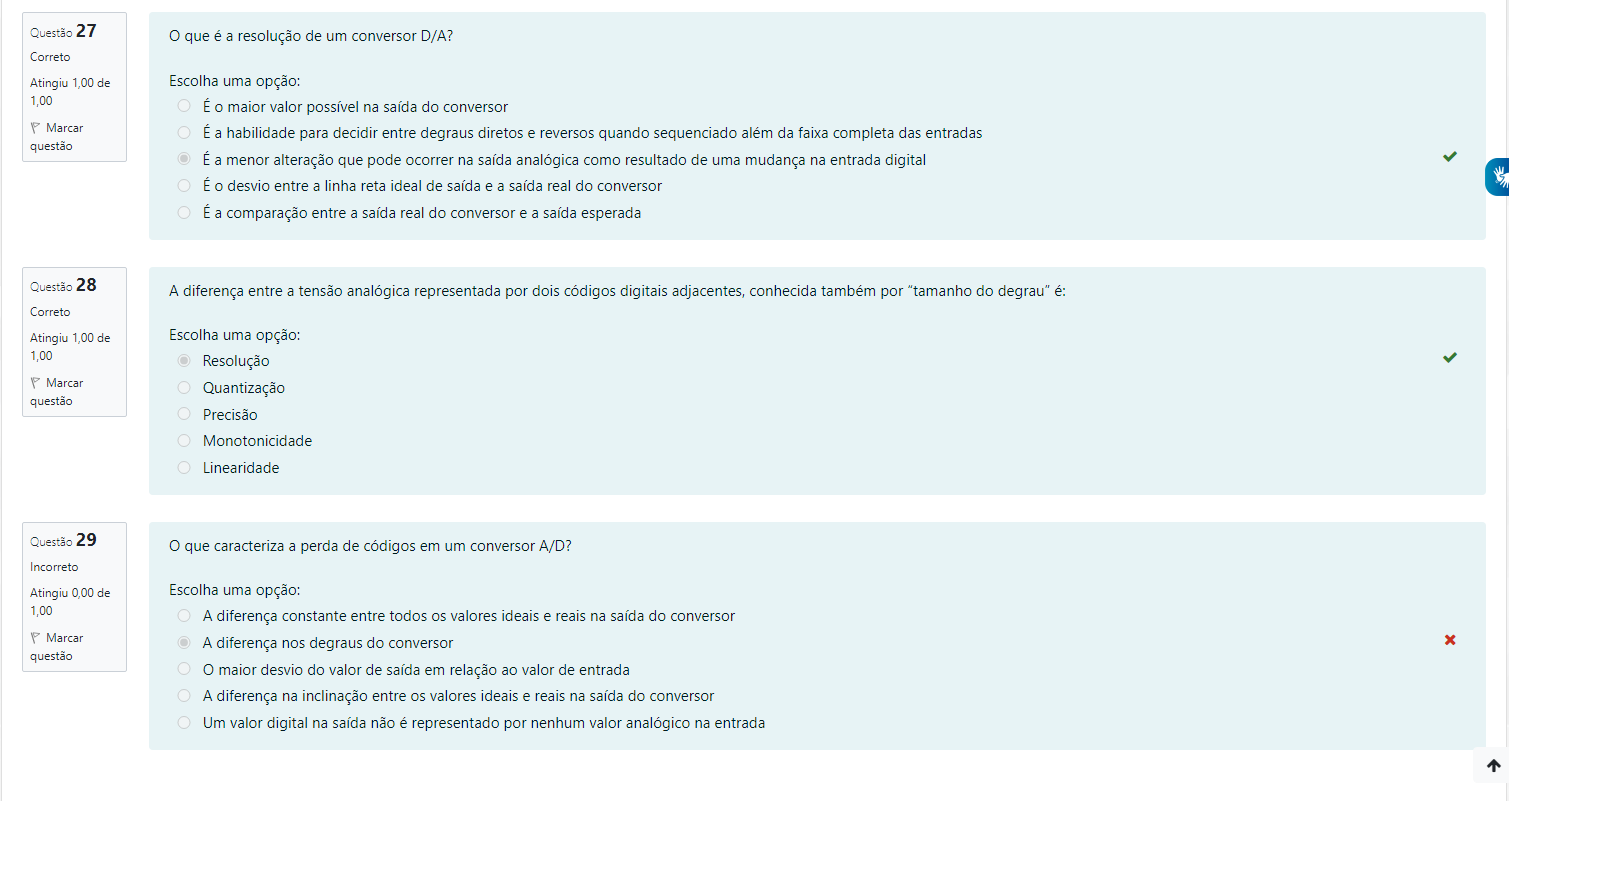 Questão 27
Correto
Atingiu 1,00 de
1,00
Marcar
questão
O que é a resolução de um conversor D/A?
Escolha uma opção:
É o maior valor possível na saída do conversor
É a habilidade para decidir entre degraus diretos e reversos quando sequenciado além da faixa completa das entradas
É a menor alteração que pode ocorrer na saída analógica como resultado de uma mudança na entrada digital
É o desvio entre a linha reta ideal de saída e a saída real do conversor
É a comparação entre a saída real do conversor e a saída esperada
Questão 28
Correto
Atingiu 1,00 de
1,00
Marcar
questão
A diferença entre a tensão analógica representada por dois códigos digitais adjacentes, conhecida também por “tamanho do degrau” é:
Escolha uma opção:
Resolução
Quantização
Precisão
Monotonicidade
Linearidade
Questão 29
Incorreto
Atingiu 0,00 de
1,00
Marcar
questão
O que caracteriza a perda de códigos em um conversor A/D?
Escolha uma opção:
A diferença constante entre todos os valores ideais e reais na saída do conversor
A diferença nos degraus do conversor
O maior desvio do valor de saída em relação ao valor de entrada
A diferença na inclinação entre os valores ideais e reais na saída do conversor
Um valor digital na saída não é representado por nenhum valor analógico na entrada